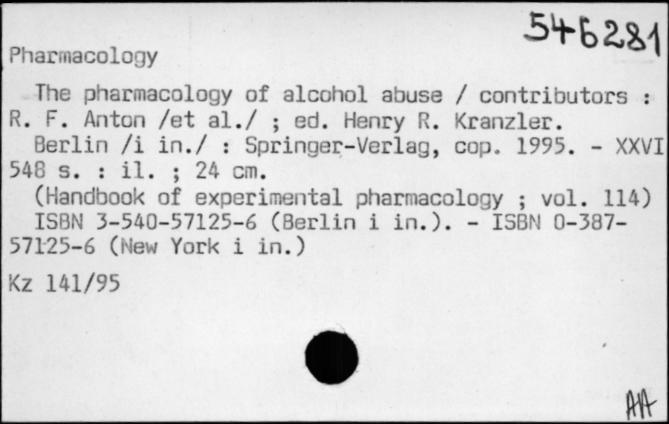 546281
Pharmacology
The pharmacology of alcohol abuse / contributors :
R. F. Anton /et al./ ; ed. Henry R. Kranzler.
Berlin /i in./ : Springer-Verlag, cop. 1995. - XXVI
548 s. : il. ; 24 cm.
(Handbook of experimental pharmacology ; vol. 114)
ISBN 3-540-57125-6 (Berlin i in.). - ISBN 0-387-
57125-6 (New York i in.)
Kz 141/95